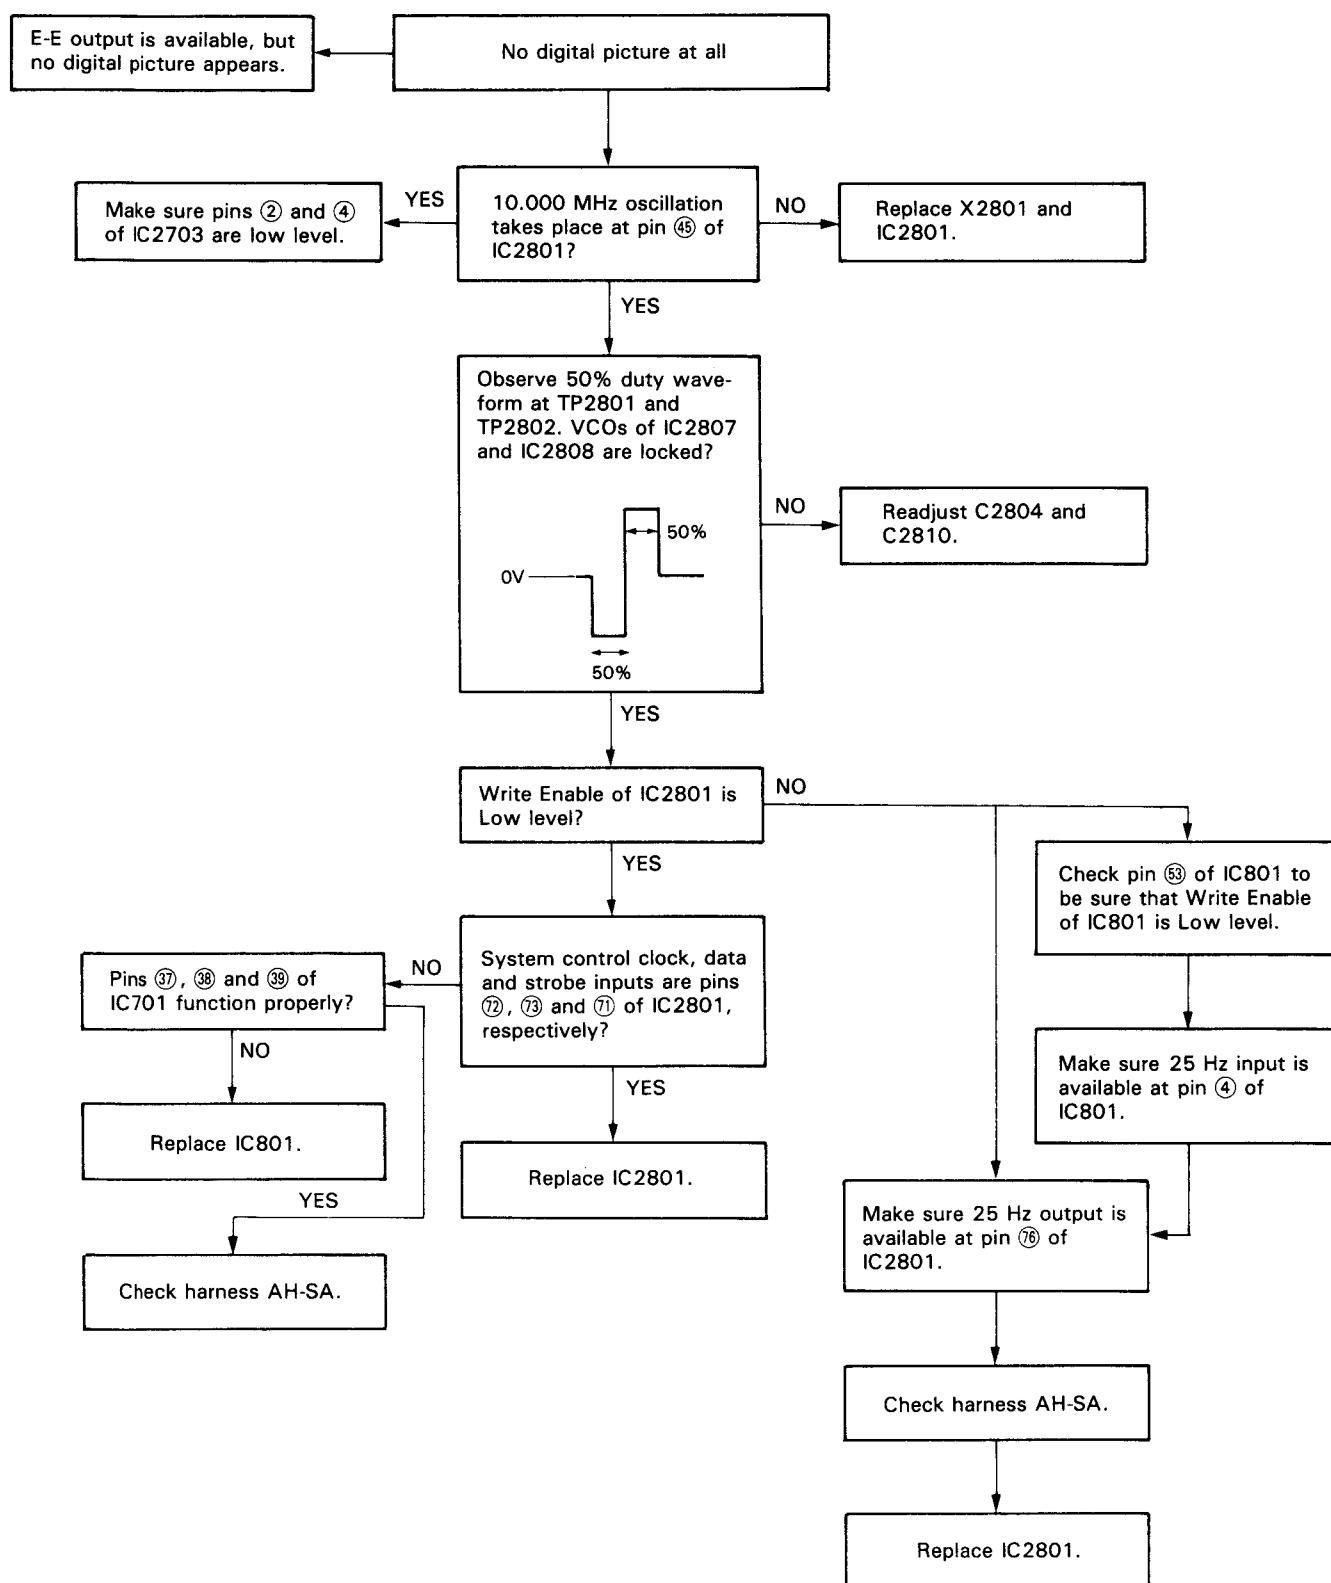 E-E output is available, but
no digital picture appears.
No digital picture at all
Make sure pins ② and ④
of IC2703 are low level.
YES
10.000 MHz oscillation
takes place at pin ㊺ of
IC2801?
NO
Replace X2801 and
IC2801.
YES
Observe 50% duty wave-
form at TP2801 and
TP2802. VCOs of IC2807
and IC2808 are locked?
50%
0V
50%
NO
Readjust C2804 and
C2810.
YES
Write Enable of IC2801 is
Low level?
NO
YES
Check pin 53 of IC801 to
be sure that Write Enable
of IC801 is Low level.
System control clock, data
and strobe inputs are pins
72, 73 and 71 of IC2801,
respectively?
NO
Pins ㊲, ㊳ and ㊴ of
IC701 function properly?
NO
YES
Make sure 25 Hz input is
available at pin ④ of
IC801.
Replace IC801.
Replace IC2801.
YES
Make sure 25 Hz output is
available at pin 76 of
IC2801.
Check harness AH-SA.
Check harness AH-SA.
Replace IC2801.